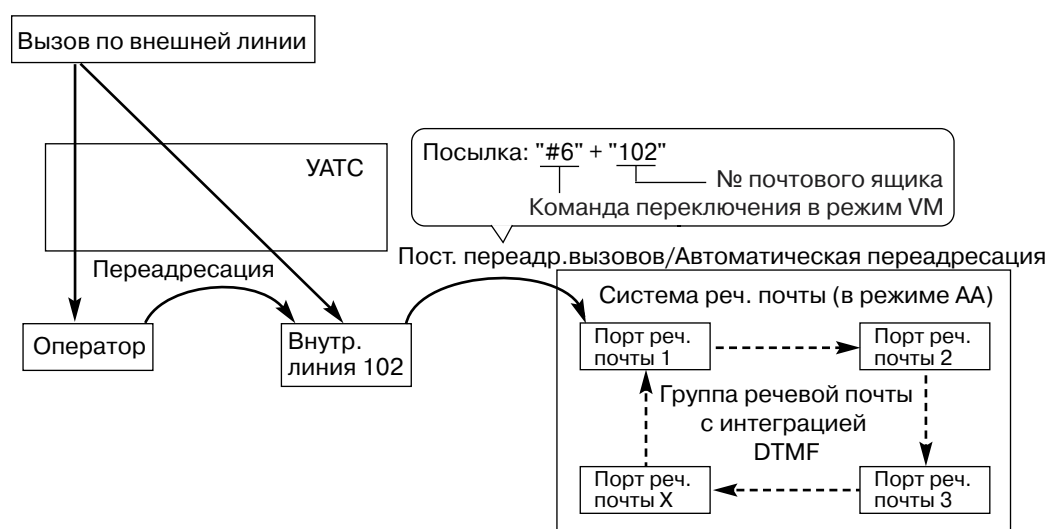 Вызов по внешней линии
УАТС
Посылка: "#6" + "102"
№ почтового ящика
Команда переключения в режим VM
Пост. переадр.вызовов/Автоматическая переадресация
Переадресация
Оператор
Внутр.
линия 102
Система реч. почты (в режиме АА)
Порт реч.
почты 1
Порт реч.
почты 2
Группа речевой почты
с интеграцией
DTMF
Порт реч.
почты X
Порт реч.
почты 3